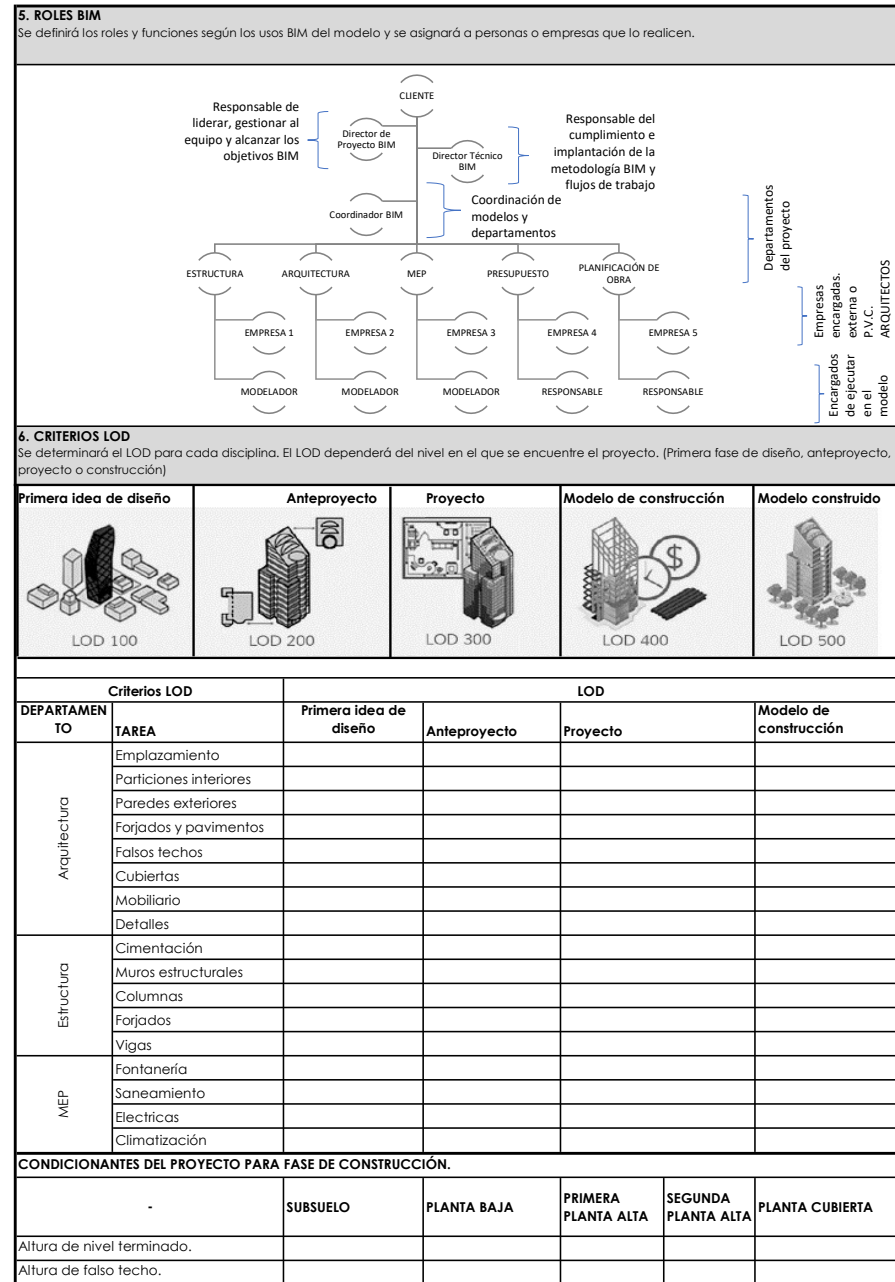 5. ROLES BIM
Se definirá los roles y funciones según los usos BIM del modelo y se asignará a personas o empresas que lo realicen.
CLIENTE
Responsable de
liderar, gestionar al
equipo y alcanzar los
objetivos BIM
Director de
Proyecto BIM
Director Técnico
BIM
Responsable del
cumplimiento e
implantación de la
metodología BIM y
flujos de trabajo
Coordinador BIM
Coordinación de
modelos y
departamentos
ESTRUCTURA
ARQUITECTURA
MEP
PRESUPUESTO
PLANIFICACIÓN DE
OBRA
Departamentos
del proyecto
EMPRESA 1
EMPRESA 2
EMPRESA 3
EMPRESA 4
EMPRESA 5
Empresas
encargadas.
externa o
P.V.C.
ARQUITECTOS
MODELADOR
MODELADOR
MODELADOR
RESPONSABLE
RESPONSABLE
Encargados
de ejecutar
en el
modelo
6. CRITERIOS LOD
Se determinará el LOD para cada disciplina. El LOD dependerá del nivel en el que se encuentre el proyecto. (Primera fase de diseño, anteproyecto,
proyecto o construcción)
Primera idea de diseño
Anteproyecto
Proyecto
Modelo de construcción
Modelo construido
LOD 100
LOD 200
LOD 300
LOD 400
LOD 500
Criterios LOD
LOD
DEPARTAMEN
TO
TAREA
Primera idea de
diseño
Anteproyecto
Proyecto
Modelo de
construcción
Arquitectura
Emplazamiento
Particiones interiores
Paredes exteriores
Forjados y pavimentos
Falsos techos
Cubiertas
Mobiliario
Detalles
Estructura
Cimentación
Muros estructurales
Columnas
Forjados
Vigas
MEP
Fontanería
Saneamiento
Electricas
Climatización
CONDICIONANTES DEL PROYECTO PARA FASE DE CONSTRUCCIÓN.
-
SUBSUELO
PLANTA BAJA
PRIMERA
PLANTA ALTA
SEGUNDA
PLANTA ALTA
PLANTA CUBIERTA
Altura de nivel terminado.
Altura de falso techo.